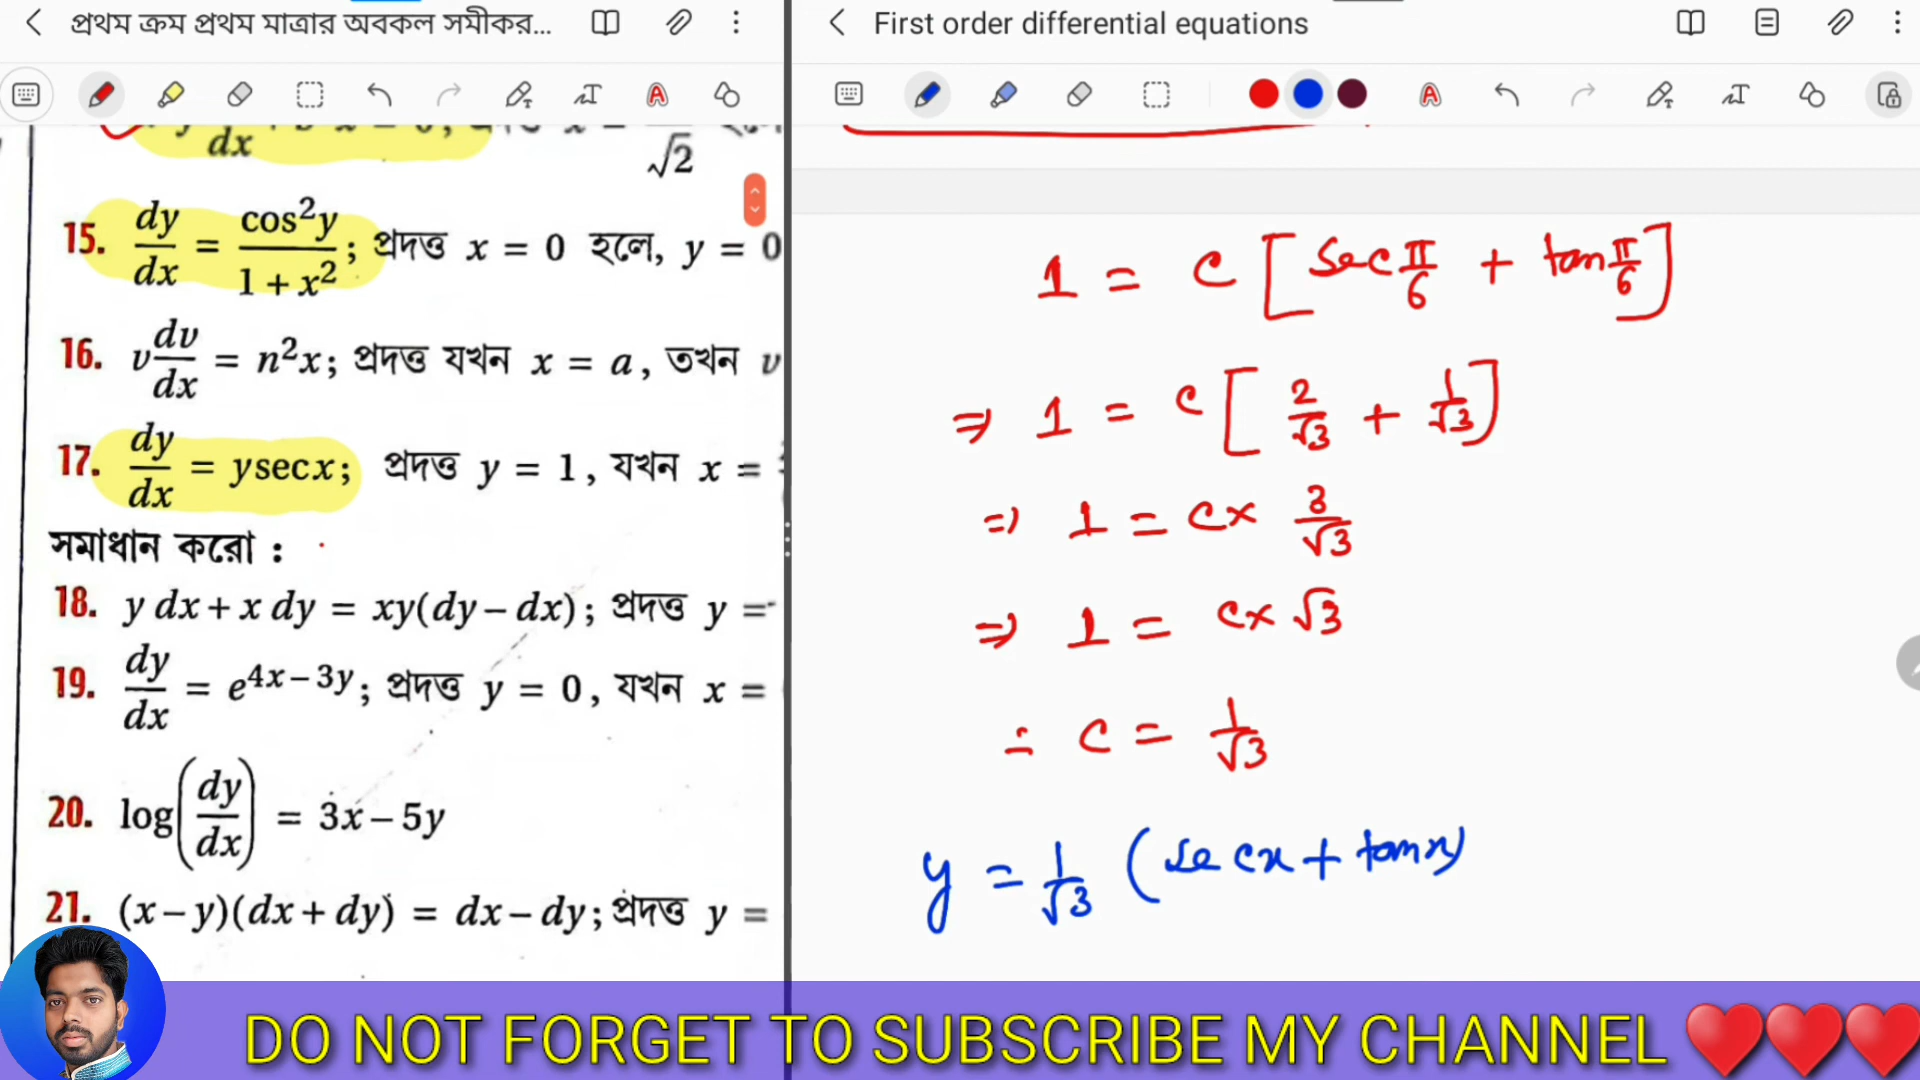 প্রথম ক্রম প্রথম মাত্রার অবকল সমীকর...
dx
√2
15. dy/dx = cos²y/(1+x²); প্রদত্ত x = 0 হলে, y = 0
16. v dv/dx = n²x; প্রদত্ত যখন x = a, তখন v
17. dy/dx = y sec x; প্রদত্ত y = 1, যখন x =
সমাধান করো :
18. y dx + x dy = xy(dy – dx); প্রদত্ত y =
19. dy/dx = e^(4x – 3y); প্রদত্ত y = 0, যখন x =
20. log(dy/dx) = 3x – 5y
21. (x – y)(dx + dy) = dx – dy; প্রদত্ত y =
First order differential equations
1 = c [sec π/6 + tan π/6]
⇒ 1 = c [2/√3 + 1/√3]
⇒ 1 = c× 3/√3
⇒ 1 = c× √3
∴ c = 1/√3
y = 1/√3 (sec x + tan x)
DO NOT FORGET TO SUBSCRIBE MY CHANNEL ❤️❤️❤️